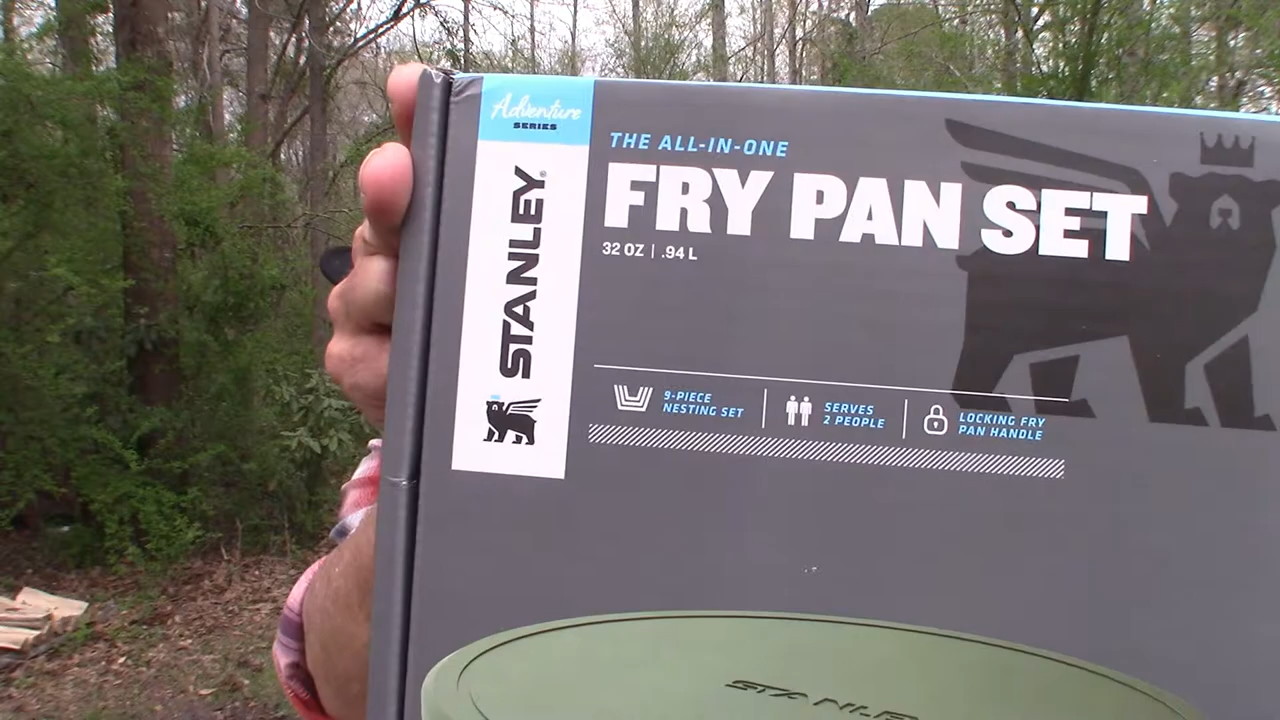 Adventure
SERIES
STANLEY®
THE ALL-IN-ONE
FRY PAN SET
32 OZ | .94 L
9-PIECE
NESTING SET
SERVES
2 PEOPLE
LOCKING FRY
PAN HANDLE
STANLEY